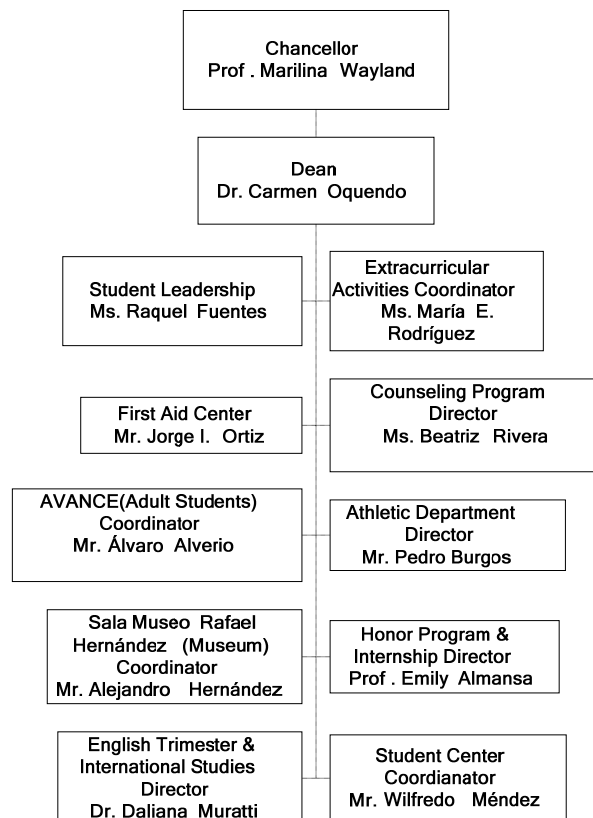 Chancellor
Prof . Marilina Wayland
Dean
Dr. Carmen Oquendo
Student Leadership
Ms. Raquel Fuentes
Extracurricular
Activities Coordinator
Ms. María E.
Rodríguez
First Aid Center
Mr. Jorge I. Ortiz
Counseling Program
Director
Ms. Beatriz Rivera
AVANCE(Adult Students)
Coordinator
Mr. Álvaro Alverio
Athletic Department
Director
Mr. Pedro Burgos
Sala Museo Rafael
Hernández (Museum)
Coordinator
Mr. Alejandro Hernández
Honor Program &
Internship Director
Prof . Emily Almansa
English Trimester &
International Studies
Director
Dr. Daliana Muratti
Student Center
Coordianator
Mr. Wilfredo Méndez